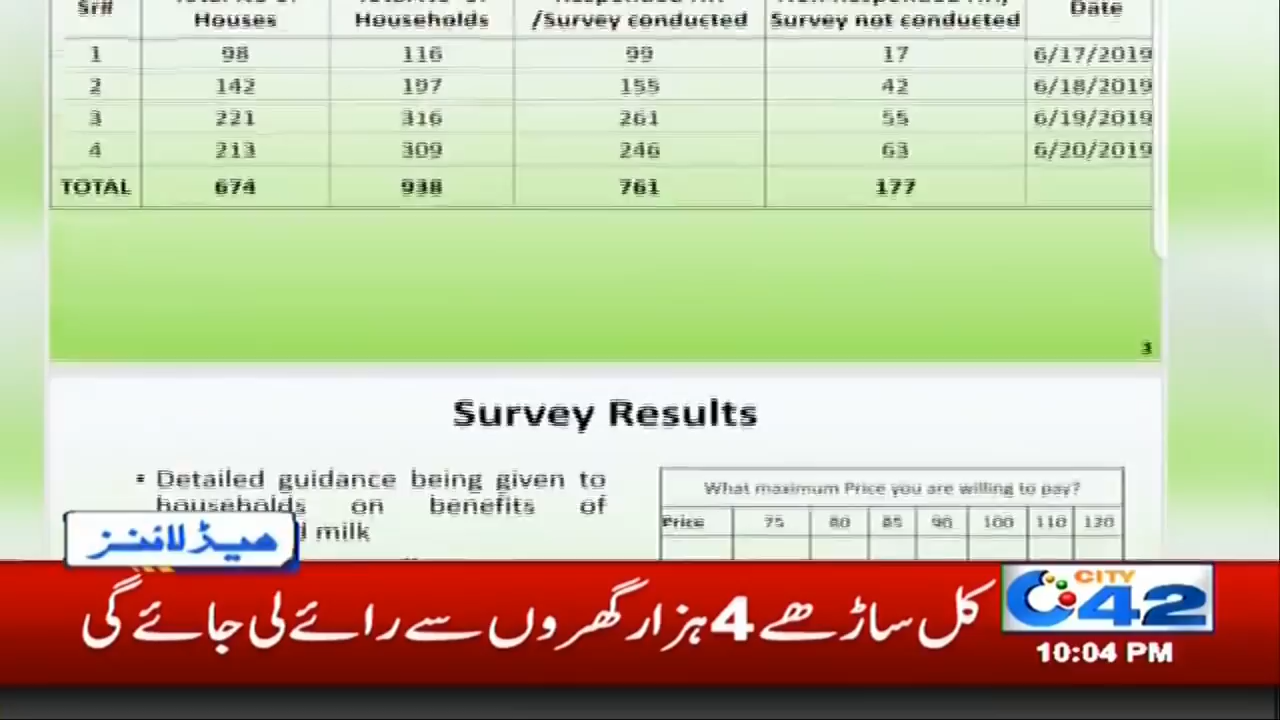 Sr#
Houses
Households
/Survey conducted
Survey not conducted
Date
1 98 116 99 17 6/17/2019
2 142 197 155 42 6/18/2019
3 221 316 261 55 6/19/2019
4 213 309 246 63 6/20/2019
TOTAL 674 938 761 177
3
Survey Results
▪ Detailed guidance being given to
households on benefits of
milk
What maximum Price you are willing to pay?
Price 75 80 85 90 100 110 120
ھیڈ لائنز
کل ساڑھے 4 ہزار گھروں سے رائے لی جائے گی
CITY
42
10:04 PM